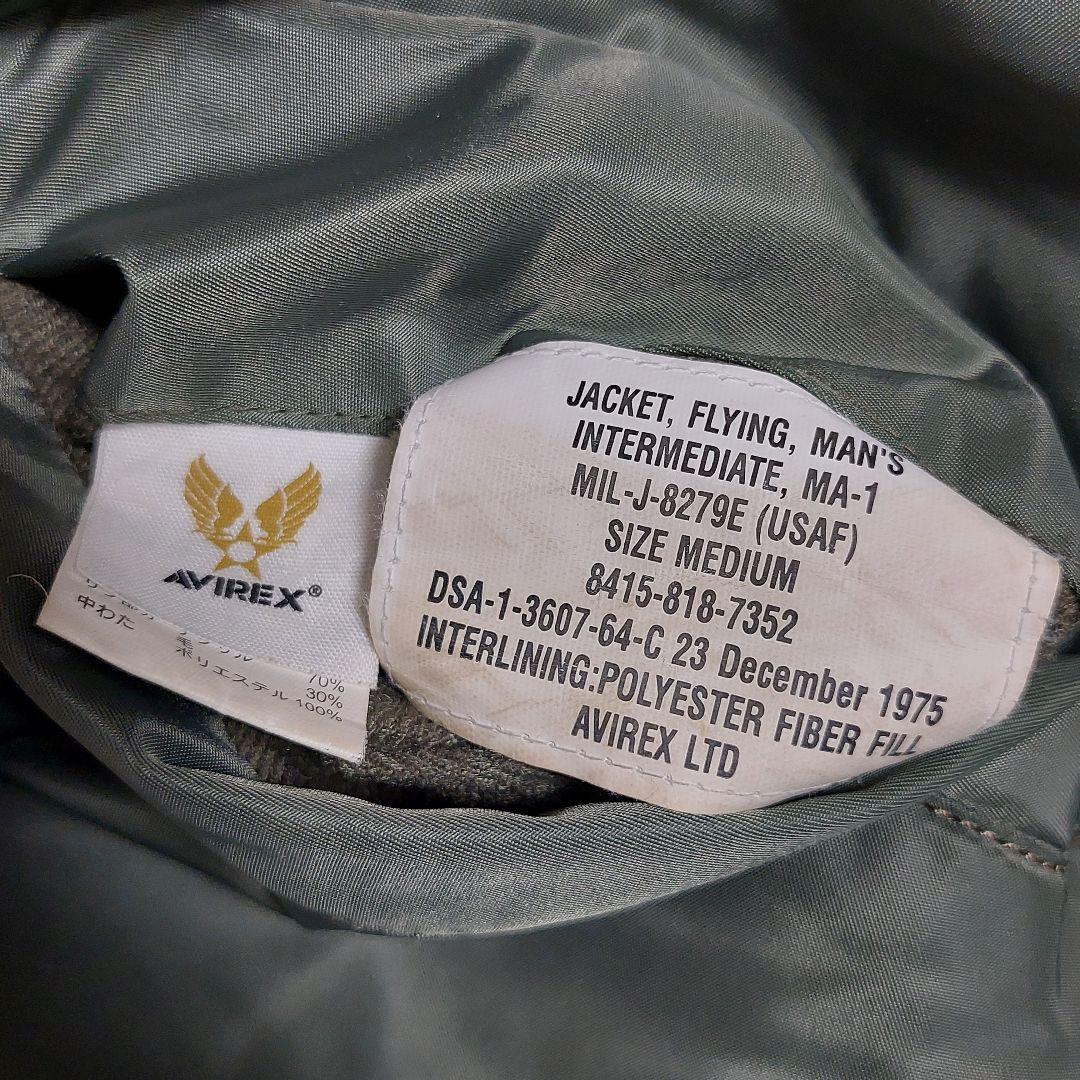 AVIREX®
中わた
70%
30%
ポリエステル 100%
JACKET, FLYING, MAN'S
INTERMEDIATE, MA-1
MIL-J-8279E (USAF)
SIZE MEDIUM
8415-818-7352
DSA-1-3607-64-C 23 December 1975
INTERLINING:POLYESTER FIBER FILL
AVIREX LTD